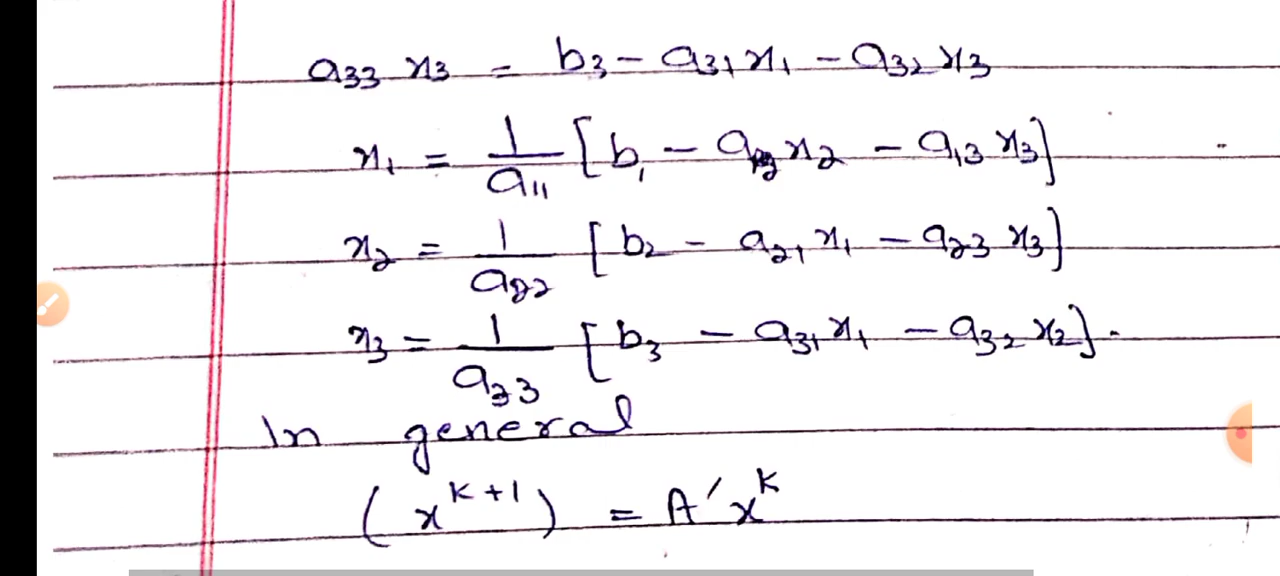 a₃₃ x₃ = b₃ - a₃₁ x₁ - a₃₂ x₃
x₁ = 1/a₁₁ [b₁ - a₁₂ x₂ - a₁₃ x₃]
x₂ = 1/a₂₂ [b₂ - a₂₁ x₁ - a₂₃ x₃]
x₃ = 1/a₃₃ [b₃ - a₃₁ x₁ - a₃₂ x₂].
In general
(x^{k+1}) = A′x^k